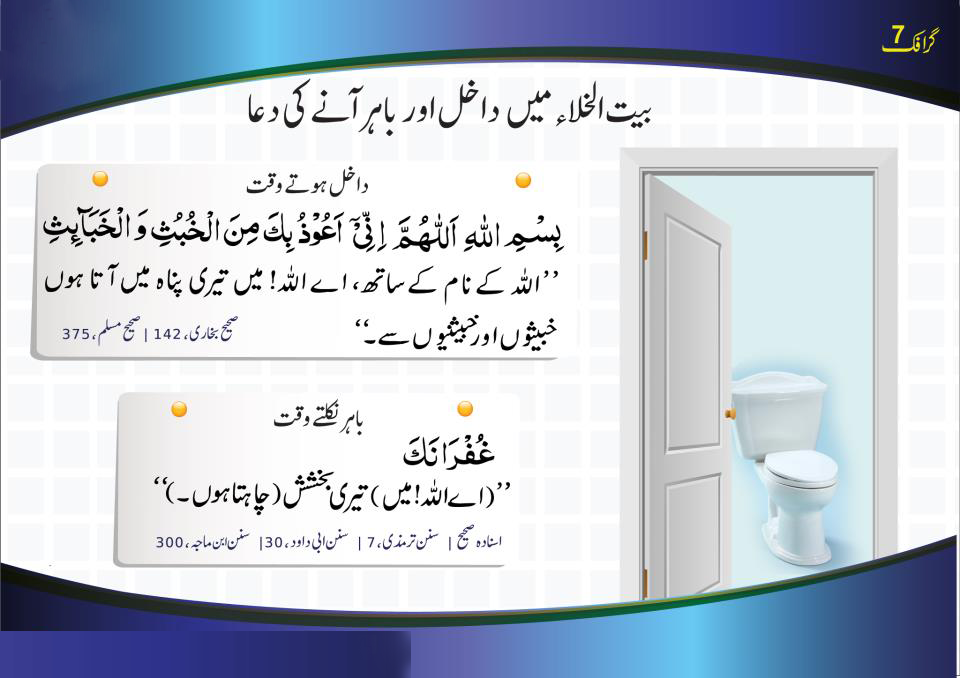 گرافک 7
بیت الخلاء میں داخل اور باہر آنے کی دعا
داخل ہوتے وقت
بِسْمِ اللّٰهِ اَللّٰهُمَّ اِنِّیْٓ اَعُوْذُ بِكَ مِنَ الْخُبُثِ وَ الْخَبَآئِثِ
’’اللہ کے نام کے ساتھ، اے اللہ! میں تیری پناہ میں آتا ہوں
خبیثوں اور خبیثنیوں سے۔‘‘
صحیح بخاری، 142 | صحیح مسلم، 375
باہر نکلتے وقت
غُفْرَانَكَ
’’(اے اللہ! میں) تیری بخشش (چاہتا ہوں۔)‘‘
اسنادہ صحیح | سنن ترمذی، 7 | سنن ابی داود، 30 | سنن ابن ماجہ، 300